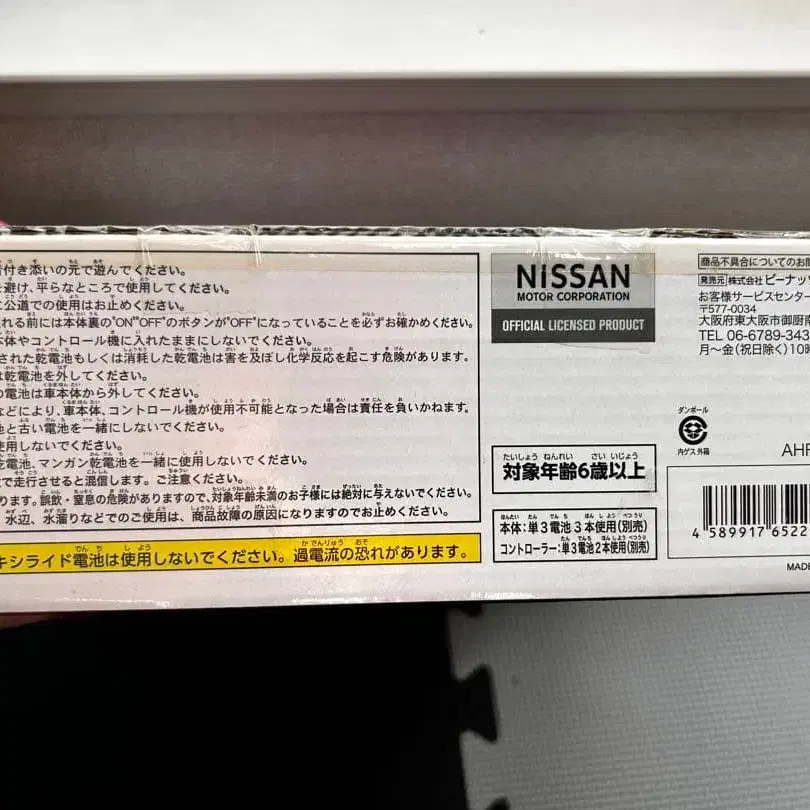 付き添いの元で遊んでください。
避け、平らなところで使用してください。
公道での使用はお止めください。
れる前には本体裏の"ON""OFF"のボタンが"OFF"になっていることを必ずお確かめください。
体やコントロール機に入れたままにしないでください。
された乾電池もしくは消耗した乾電池は害を及ぼし化学反応を起こす危険があります。
乾電池を外してください。
の電池は車本体から外してください。
などにより、車本体、コントロール機が使用不可能となった場合は責任を負いかねます。
池と古い電池を一緒にしないでください。
使用しないでください。
乾電池、マンガン乾電池を一緒に使用しないでください。
で走行させると混信します。ご注意ください。
ります。誤飲・窒息の危険がありますので、対象年齢未満のお子様には絶対に与えないでください。
水辺、水溜りなどでのご使用は、商品故障の原因になりますのでお止めください。
キシライド電池は使用しないでください。過電流の恐れがあります。
NISSAN
MOTOR CORPORATION
OFFICIAL LICENSED PRODUCT
対象年齢6歳以上
本体:単3電池3本使用(別売)
コントローラー:単3電池2本使用(別売)
商品不具合についてのお問
発売元 株式会社ピーナッツ
お客様サービスセンター
〒577-0034
大阪府東大阪市御厨南
TEL 06-6789-343
月〜金(祝日除く)10時
ダンボール
内ゲス 外箱
AHR
4 589917 6522
MADE